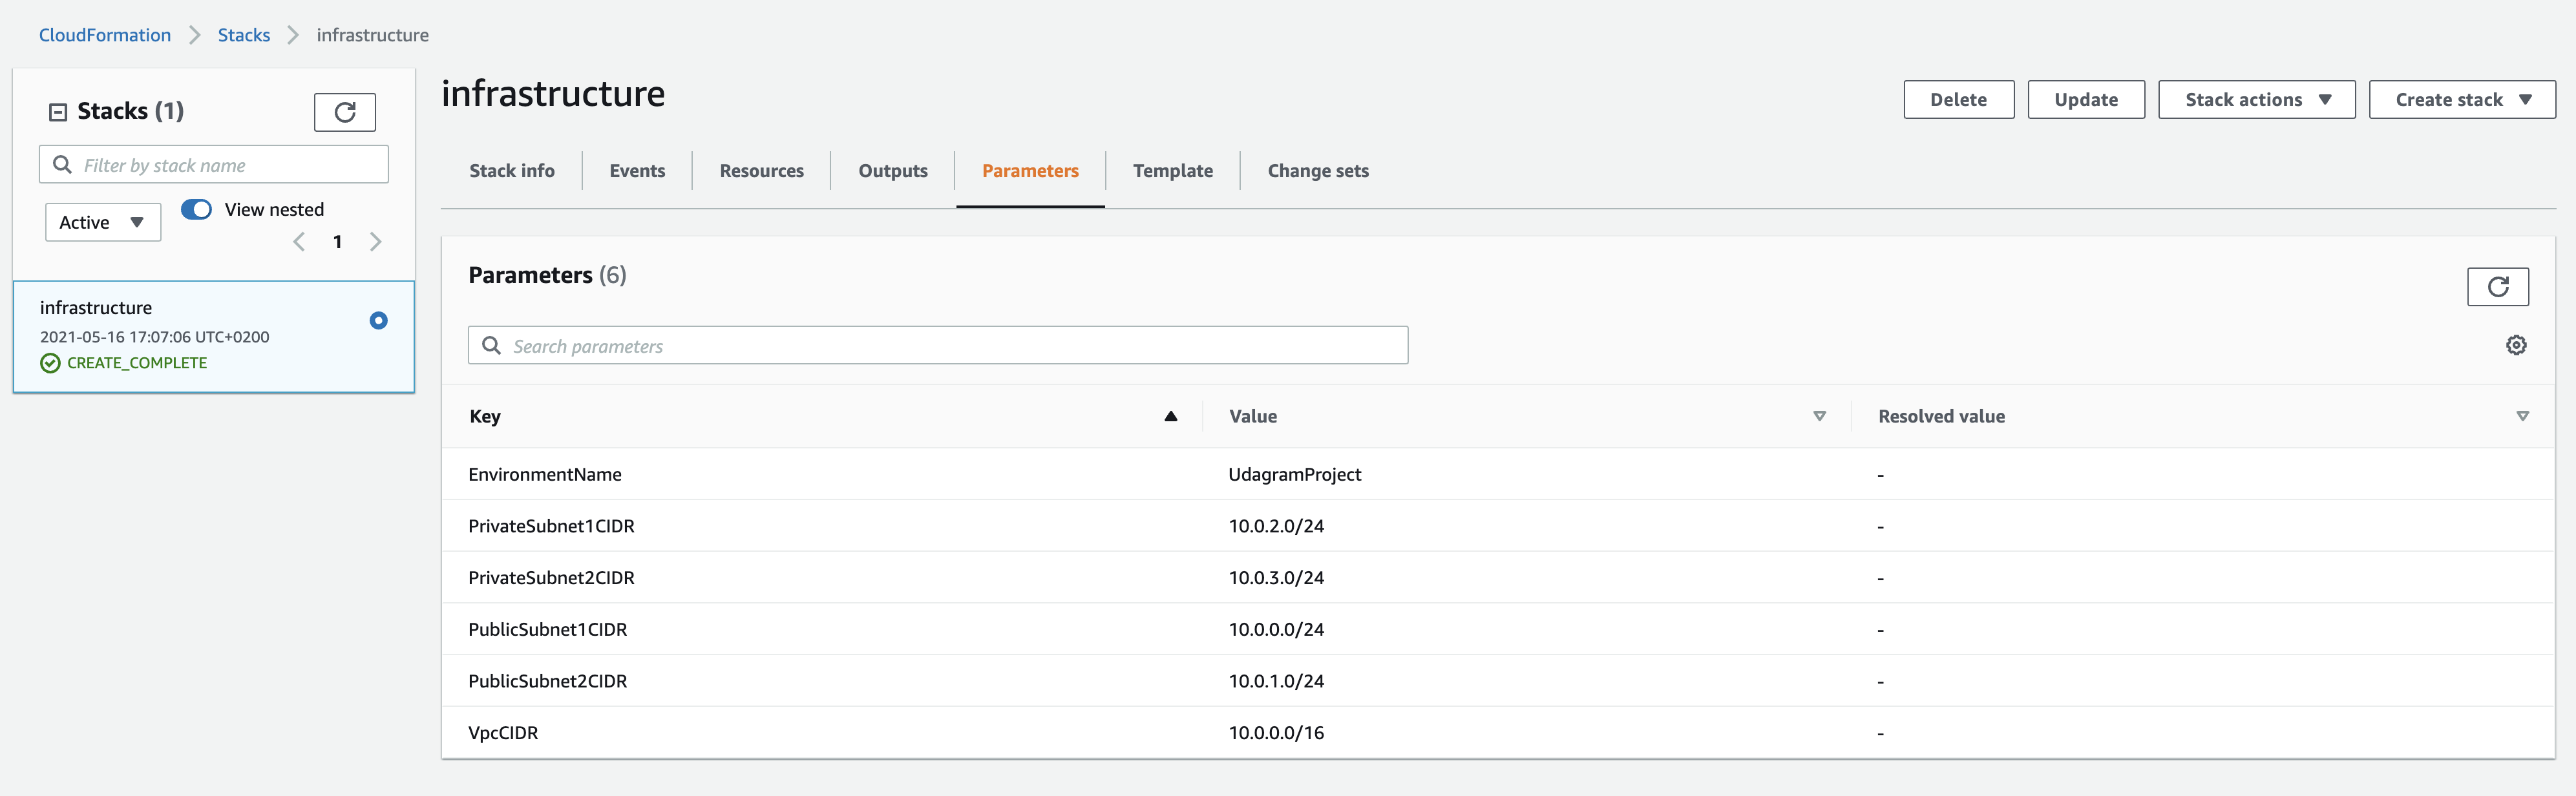 CloudFormation > Stacks > infrastructure
Stacks (1)
Filter by stack name
Active
View nested
1
infrastructure
2021-05-16 17:07:06 UTC+0200
CREATE_COMPLETE
infrastructure
Delete
Update
Stack actions
Create stack
Stack info
Events
Resources
Outputs
Parameters
Template
Change sets
Parameters (6)
Search parameters
Key Value Resolved value
EnvironmentName UdagramProject -
PrivateSubnet1CIDR 10.0.2.0/24 -
PrivateSubnet2CIDR 10.0.3.0/24 -
PublicSubnet1CIDR 10.0.0.0/24 -
PublicSubnet2CIDR 10.0.1.0/24 -
VpcCIDR 10.0.0.0/16 -